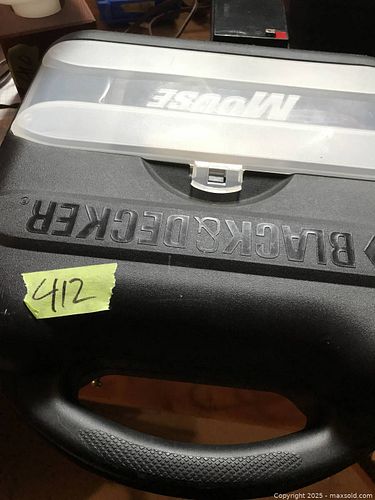 MOUSE
BLACK&DECKER®
412
Copyright 2025 - maxsold.com